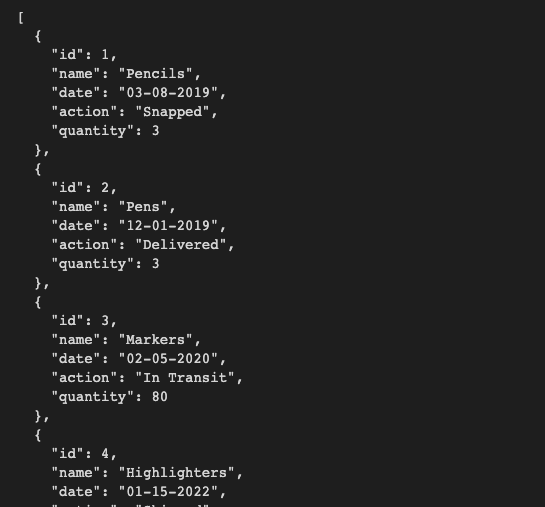 [
  {
    "id": 1,
    "name": "Pencils",
    "date": "03-08-2019",
    "action": "Snapped",
    "quantity": 3
  },
  {
    "id": 2,
    "name": "Pens",
    "date": "12-01-2019",
    "action": "Delivered",
    "quantity": 3
  },
  {
    "id": 3,
    "name": "Markers",
    "date": "02-05-2020",
    "action": "In Transit",
    "quantity": 80
  },
  {
    "id": 4,
    "name": "Highlighters",
    "date": "01-15-2022",